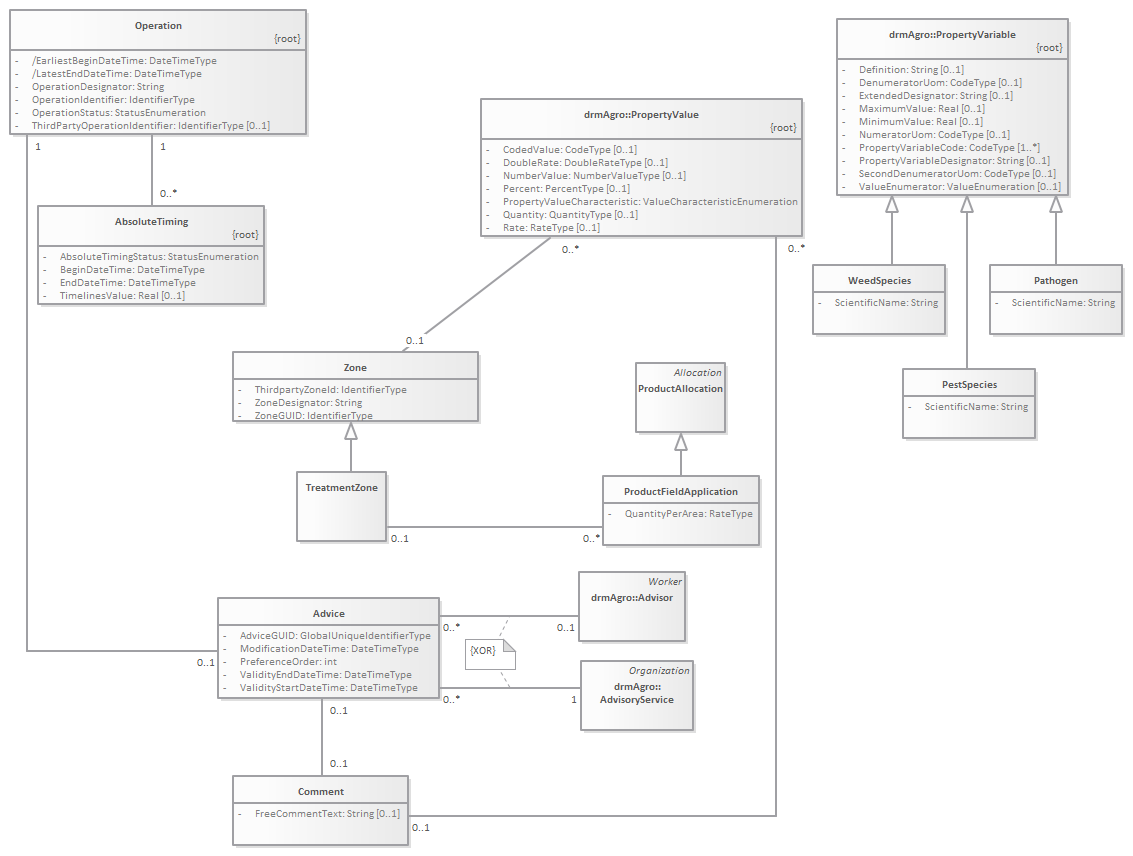 Operation
{root}
- /EarliestBeginDateTime: DateTimeType
- /LatestEndDateTime: DateTimeType
- OperationDesignator: String
- OperationIdentifier: IdentifierType
- OperationStatus: StatusEnumeration
- ThirdPartyOperationIdentifier: IdentifierType [0..1]
1
1
0..*
AbsoluteTiming
{root}
- AbsoluteTimingStatus: StatusEnumeration
- BeginDateTime: DateTimeType
- EndDateTime: DateTimeType
- TimelinesValue: Real [0..1]
drmAgro::PropertyValue
{root}
- CodedValue: CodeType [0..1]
- DoubleRate: DoubleRateType [0..1]
- NumberValue: NumberValueType [0..1]
- Percent: PercentType [0..1]
- PropertyValueCharacteristic: ValueCharacteristicEnumeration
- Quantity: QuantityType [0..1]
- Rate: RateType [0..1]
0..*
0..*
drmAgro::PropertyVariable
{root}
- Definition: String [0..1]
- DenumeratorUom: CodeType [0..1]
- ExtendedDesignator: String [0..1]
- MaximumValue: Real [0..1]
- MinimumValue: Real [0..1]
- NumeratorUom: CodeType [0..1]
- PropertyVariableCode: CodeType [1..*]
- PropertyVariableDesignator: String [0..1]
- SecondDenumeratorUom: CodeType [0..1]
- ValueEnumerator: ValueEnumeration [0..1]
WeedSpecies
- ScientificName: String
Pathogen
- ScientificName: String
PestSpecies
- ScientificName: String
0..1
Zone
- ThirdpartyZoneId: IdentifierType
- ZoneDesignator: String
- ZoneGUID: IdentifierType
Allocation
ProductAllocation
TreatmentZone
ProductFieldApplication
- QuantityPerArea: RateType
0..1
0..*
Worker
drmAgro::Advisor
Advice
- AdviceGUID: GlobalUniqueIdentifierType
- ModificationDateTime: DateTimeType
- PreferenceOrder: int
- ValidityEndDateTime: DateTimeType
- ValidityStartDateTime: DateTimeType
0..*
0..1
{XOR}
0..1
Organization
drmAgro::
AdvisoryService
0..*
1
0..1
0..1
Comment
- FreeCommentText: String [0..1]
0..1